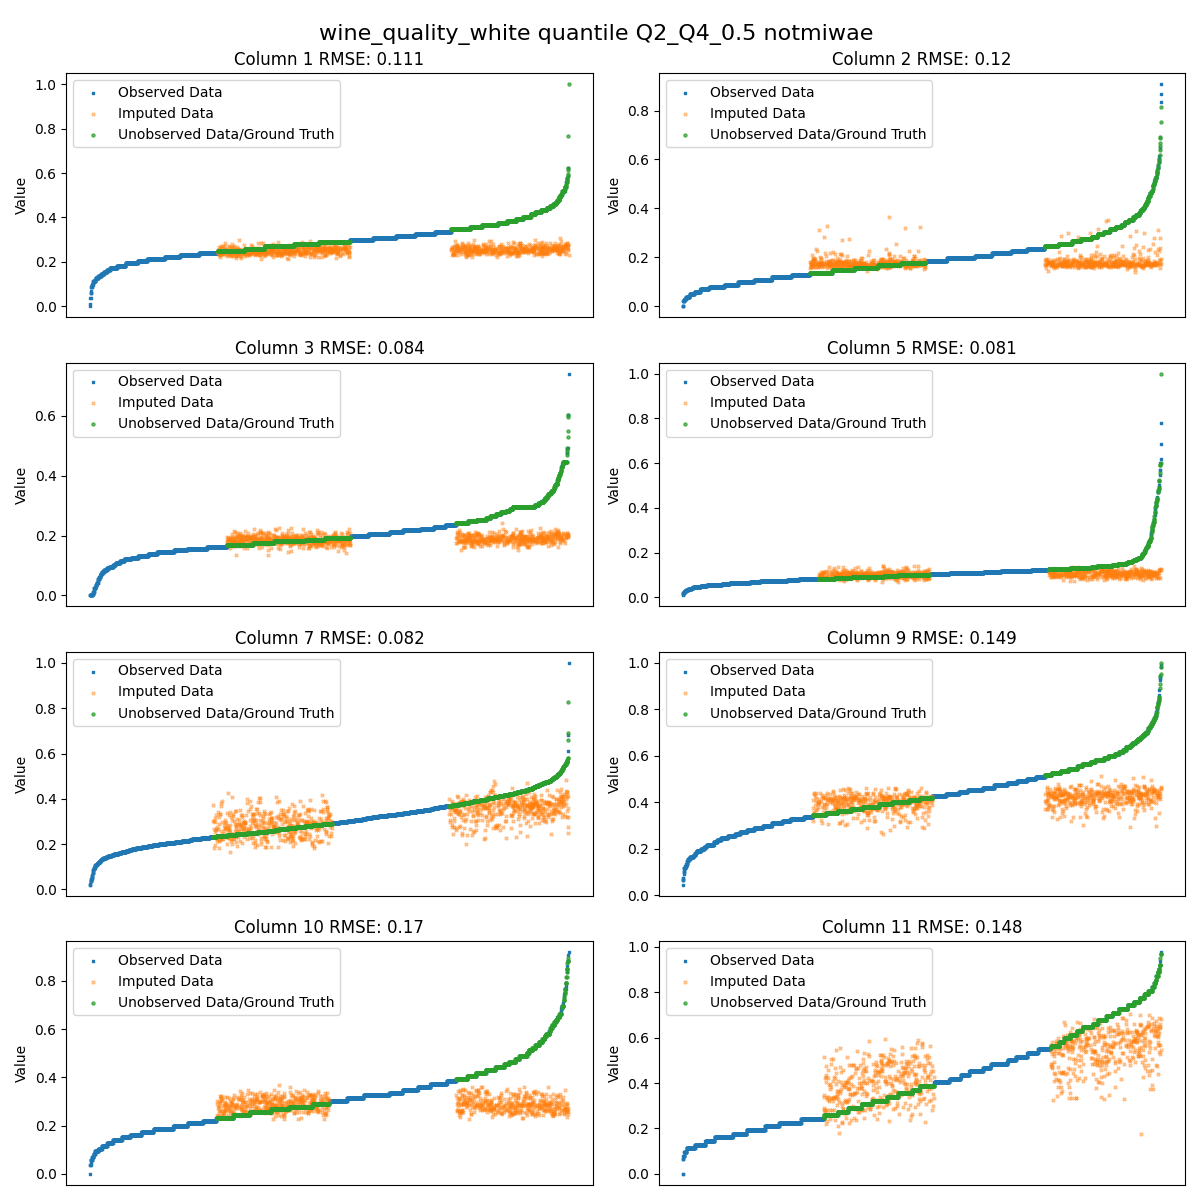 wine_quality_white quantile Q2_Q4_0.5 notmiwae
Column 1 RMSE: 0.111
Value
1.0
0.8
0.6
0.4
0.2
0.0
Observed Data
Imputed Data
Unobserved Data/Ground Truth
Column 2 RMSE: 0.12
Value
0.8
0.6
0.4
0.2
0.0
Observed Data
Imputed Data
Unobserved Data/Ground Truth
Column 3 RMSE: 0.084
Value
0.6
0.4
0.2
0.0
Observed Data
Imputed Data
Unobserved Data/Ground Truth
Column 5 RMSE: 0.081
Value
1.0
0.8
0.6
0.4
0.2
0.0
Observed Data
Imputed Data
Unobserved Data/Ground Truth
Column 7 RMSE: 0.082
Value
1.0
0.8
0.6
0.4
0.2
0.0
Observed Data
Imputed Data
Unobserved Data/Ground Truth
Column 9 RMSE: 0.149
Value
1.0
0.8
0.6
0.4
0.2
0.0
Observed Data
Imputed Data
Unobserved Data/Ground Truth
Column 10 RMSE: 0.17
Value
0.8
0.6
0.4
0.2
0.0
Observed Data
Imputed Data
Unobserved Data/Ground Truth
Column 11 RMSE: 0.148
Value
1.0
0.8
0.6
0.4
0.2
0.0
Observed Data
Imputed Data
Unobserved Data/Ground Truth